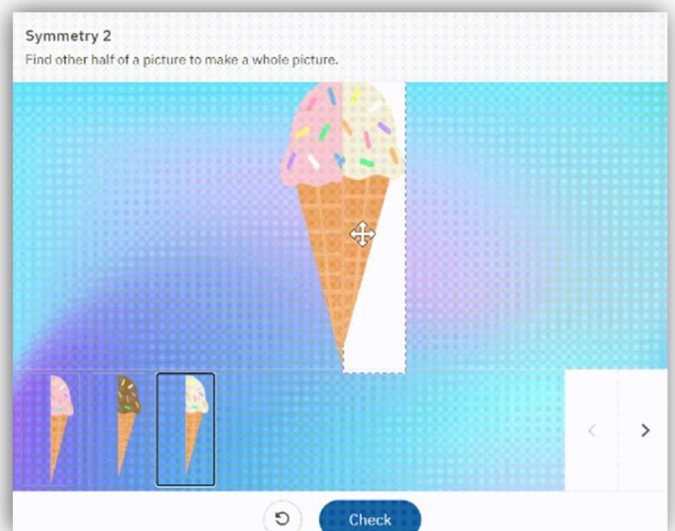 Symmetry 2
Find other half of a picture to make a whole picture.
Check